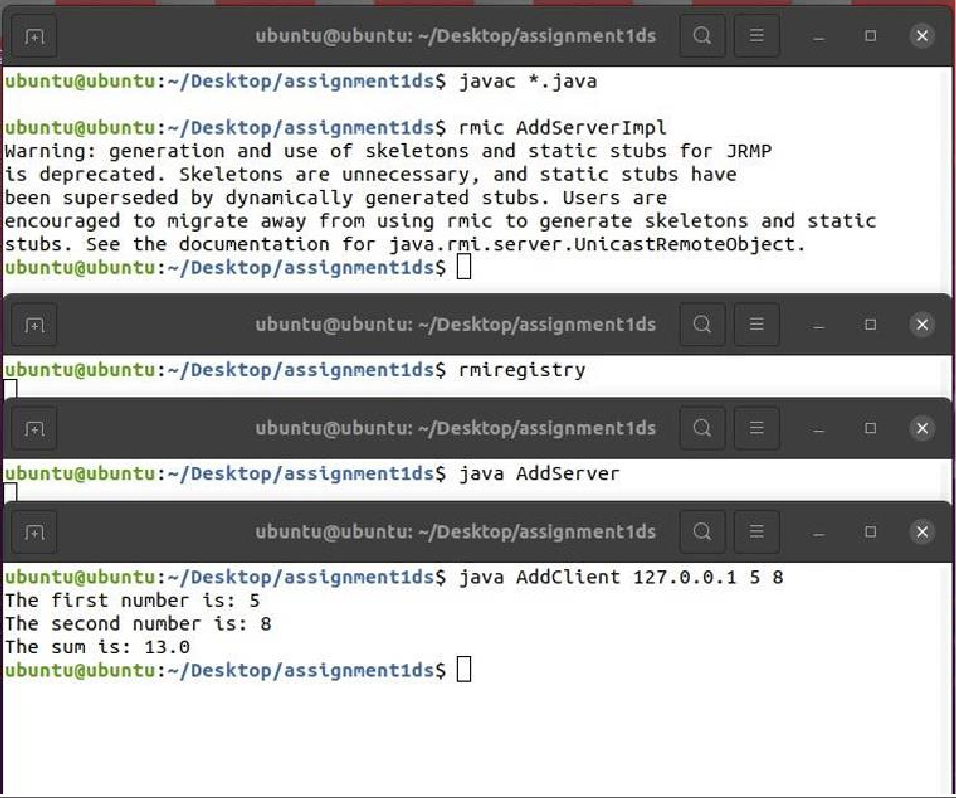 ubuntu@ubuntu: ~/Desktop/assignment1ds
ubuntu@ubuntu:~/Desktop/assignment1ds$ javac *.java
ubuntu@ubuntu:~/Desktop/assignment1ds$ rmic AddServerImpl
Warning: generation and use of skeletons and static stubs for JRMP
is deprecated. Skeletons are unnecessary, and static stubs have
been superseded by dynamically generated stubs. Users are
encouraged to migrate away from using rmic to generate skeletons and static
stubs. See the documentation for java.rmi.server.UnicastRemoteObject.
ubuntu@ubuntu:~/Desktop/assignment1ds$
ubuntu@ubuntu: ~/Desktop/assignment1ds
ubuntu@ubuntu:~/Desktop/assignment1ds$ rmiregistry
ubuntu@ubuntu: ~/Desktop/assignment1ds
ubuntu@ubuntu:~/Desktop/assignment1ds$ java AddServer
ubuntu@ubuntu: ~/Desktop/assignment1ds
ubuntu@ubuntu:~/Desktop/assignment1ds$ java AddClient 127.0.0.1 5 8
The first number is: 5
The second number is: 8
The sum is: 13.0
ubuntu@ubuntu:~/Desktop/assignment1ds$